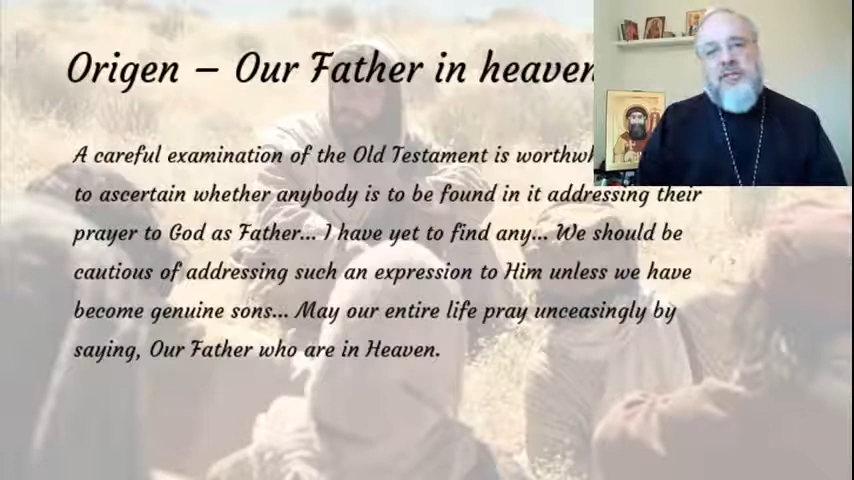 Origen – Our Father in heaven
A careful examination of the Old Testament is
to ascertain whether anybody is to be found in it addressing their
prayer to God as Father... I have yet to find any... We should be
cautious of addressing such an expression to Him unless we have
become genuine sons... May our entire life pray unceasingly by
saying, Our Father who are in Heaven.